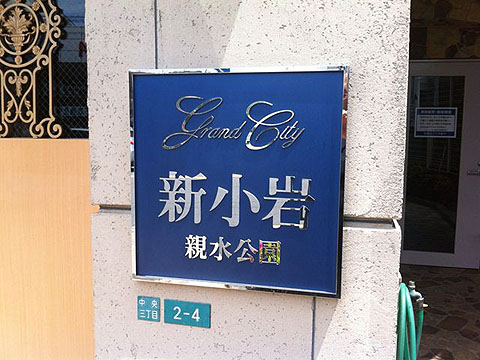 Grand City
新小岩
親水公園
中央
三丁目
2-4